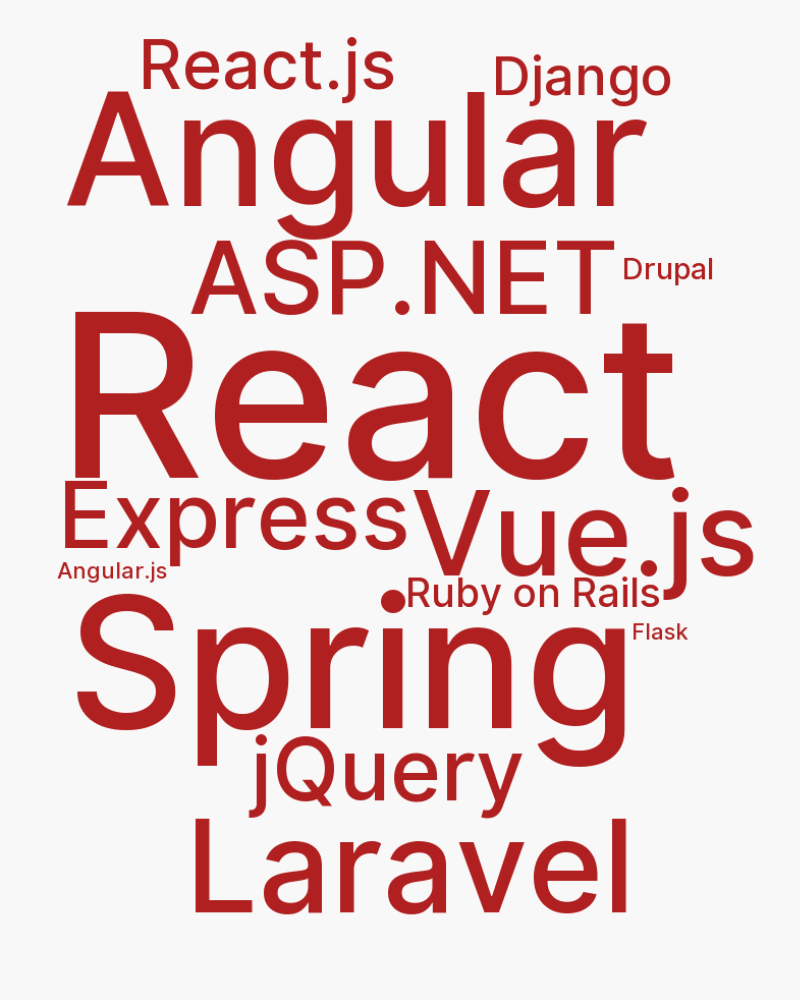 React.js
Django
Angular
ASP.NET
Drupal
React
Express
Vue.js
Angular.js
Ruby on Rails
Spring
Flask
jQuery
Laravel